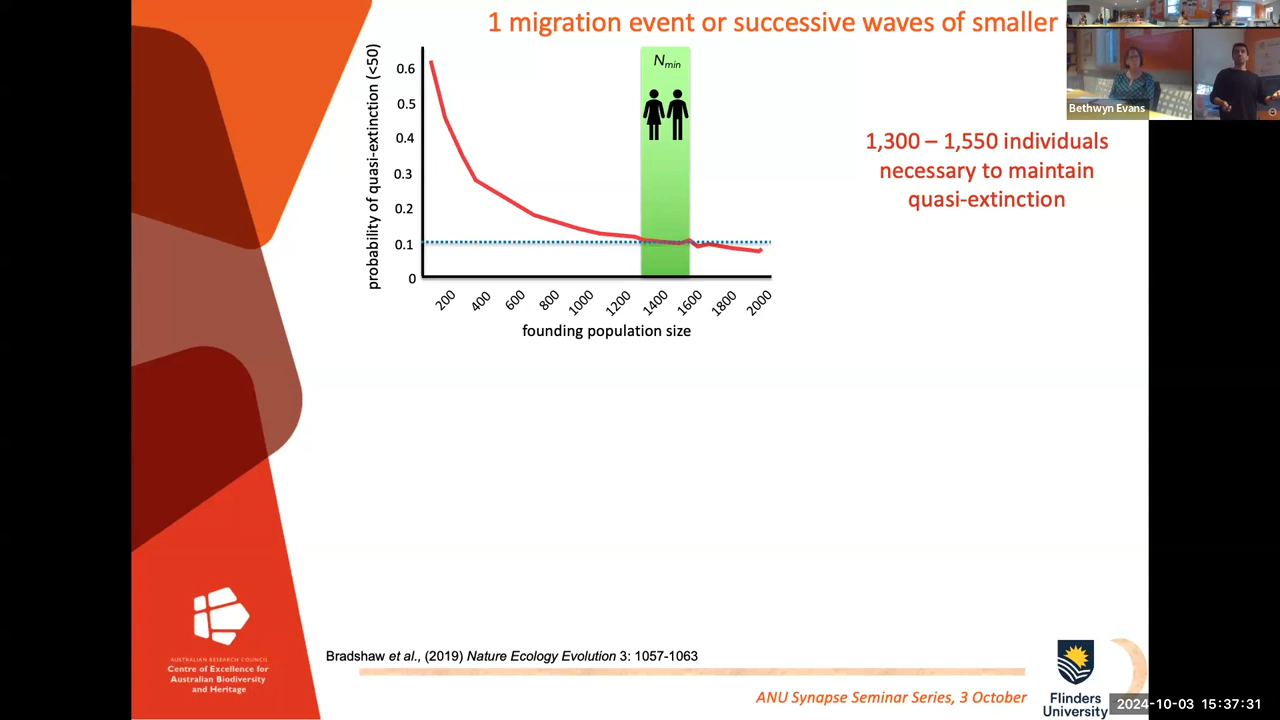 1 migration event or successive waves of smaller
Bethwyn Evans
probability of quasi-extinction (<50)
0.6
0.5
0.4
0.3
0.2
0.1
0
Nmin
200
400
600
800
1000
1200
1400
1600
1800
2000
founding population size
1,300 – 1,550 individuals
necessary to maintain
quasi-extinction
AUSTRALIAN RESEARCH COUNCIL
Centre of Excellence for
Australian Biodiversity
and Heritage
Bradshaw et al., (2019) Nature Ecology Evolution 3: 1057-1063
ANU Synapse Seminar Series, 3 October
Flinders
University
2024-10-03 15:37:31